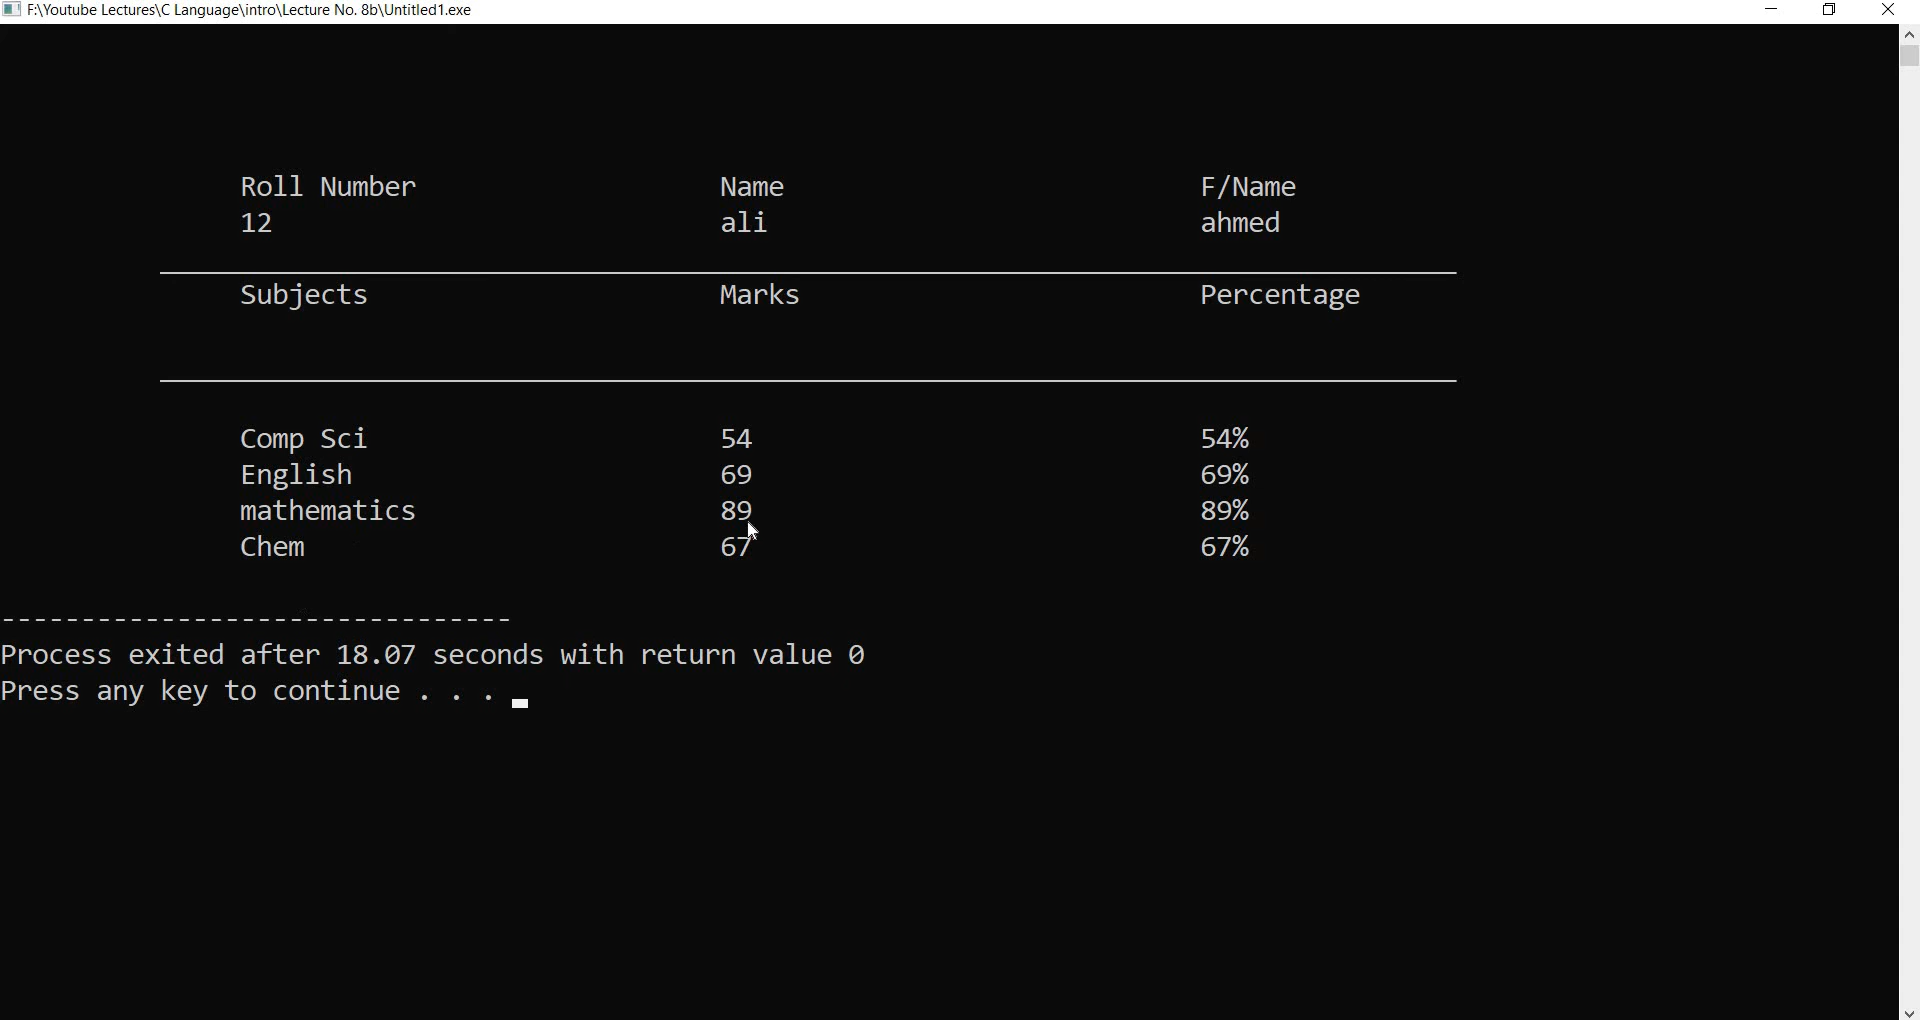 F:\Youtube Lectures\C Language\intro\Lecture No. 8b\Untitled1.exe
Roll Number Name F/Name
12 ali ahmed
Subjects Marks Percentage
Comp Sci 54 54%
English 69 69%
mathematics 89 89%
Chem 67 67%
--------------------------------
Process exited after 18.07 seconds with return value 0
Press any key to continue . . .